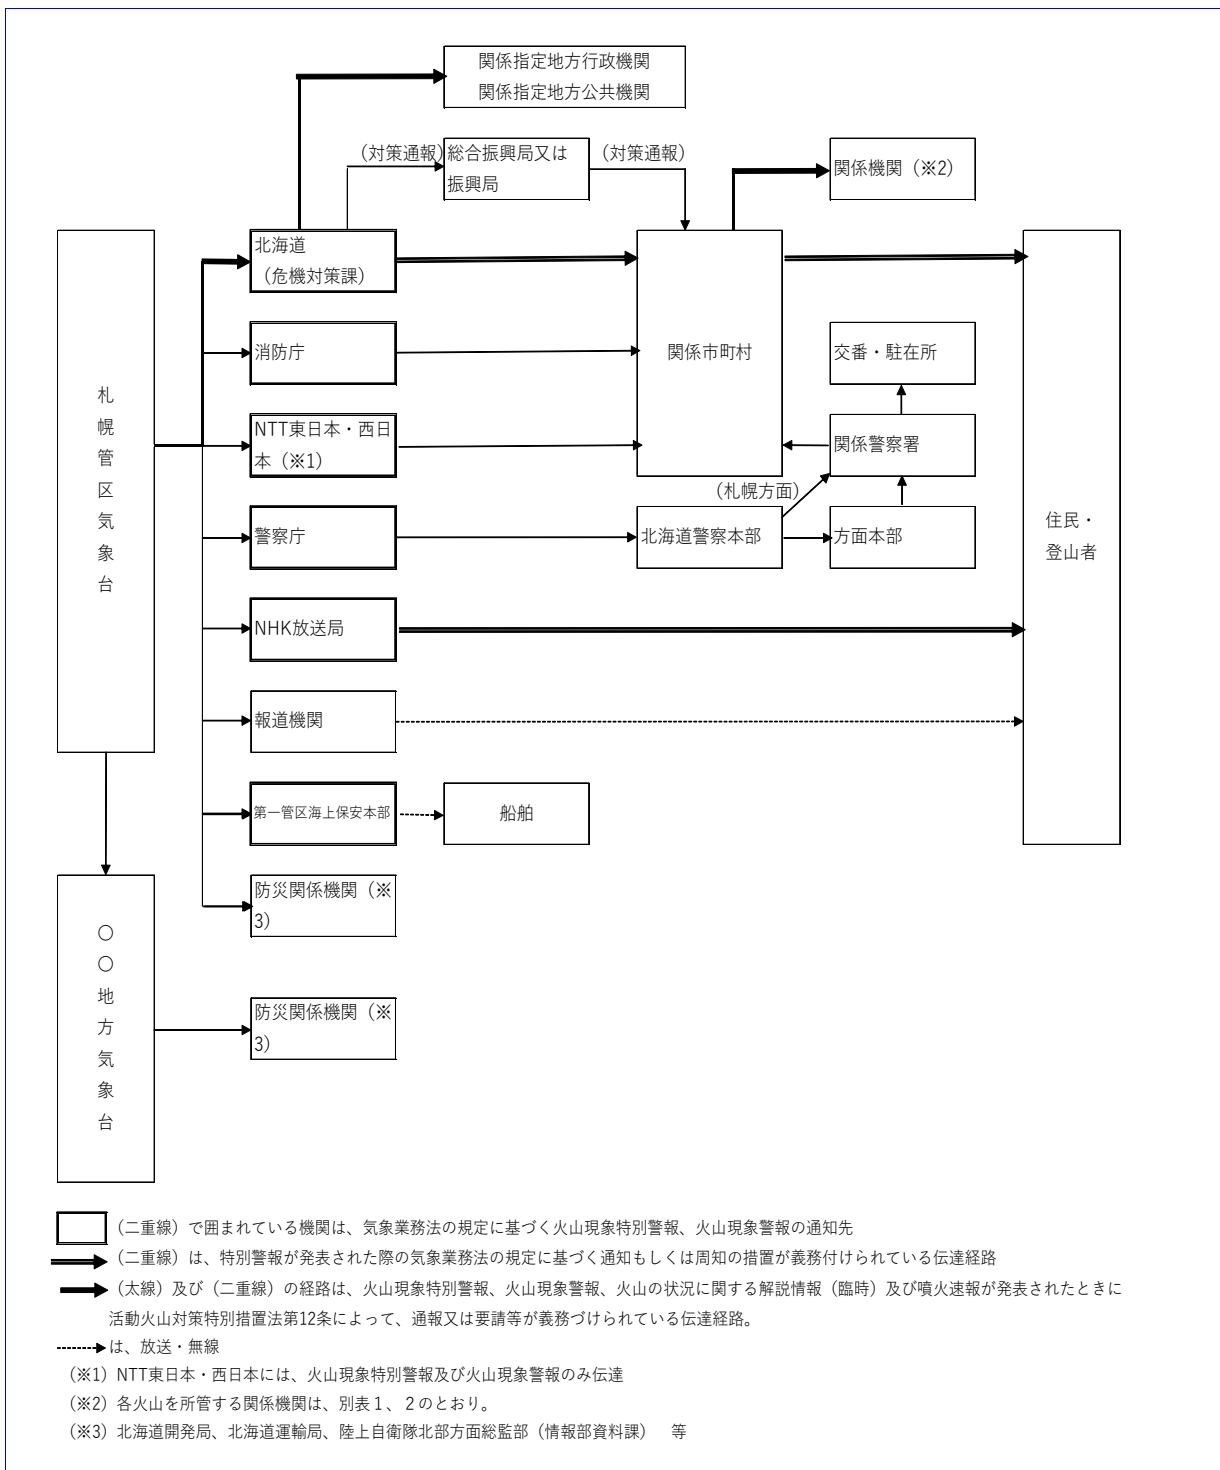 関係指定地方行政機関
関係指定地方公共機関
(対策通報)
総合振興局又は
振興局
(対策通報)
関係機関（※2）
北海道
（危機対策課）
消防庁
関係市町村
交番・駐在所
NTT東日本・西日
本（※1）
関係警察署
（札幌方面）
警察庁
北海道警察本部
方面本部
住民・
登山者
札幌管区気象台
NHK放送局
報道機関
第一管区海上保安本部
船舶
防災関係機関（※
3）
〇〇地方気象台
防災関係機関（※
3）
（二重線）で囲まれている機関は、気象業務法の規定に基づく火山現象特別警報、火山現象警報の通知先
（二重線）は、特別警報が発表された際の気象業務法の規定に基づく通知もしくは周知の措置が義務付けられている伝達経路
（太線）及び（二重線）の経路は、火山現象特別警報、火山現象警報、火山の状況に関する解説情報（臨時）及び噴火速報が発表されたときに
活動火山対策特別措置法第12条によって、通報又は要請等が義務づけられている伝達経路。
は、放送・無線
（※1）NTT東日本・西日本には、火山現象特別警報及び火山現象警報のみ伝達
（※2）各火山を所管する関係機関は、別表１、２のとおり。
（※3）北海道開発局、北海道運輸局、陸上自衛隊北部方面総監部（情報部資料課）　等